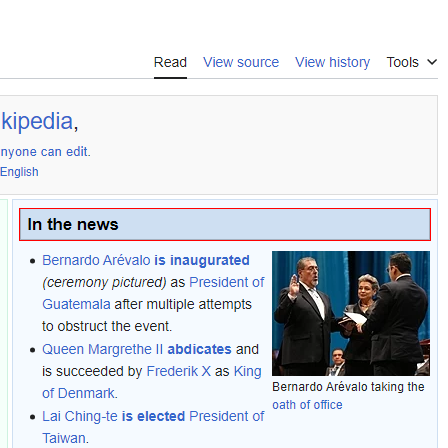 Read View source View history Tools
kipedia,
nyone can edit.
English
In the news
Bernardo Arévalo is inaugurated
(ceremony pictured) as President of
Guatemala after multiple attempts
to obstruct the event.
Queen Margrethe II abdicates and
is succeeded by Frederik X as King
of Denmark.
Lai Ching-te is elected President of
Taiwan.
Bernardo Arévalo taking the
oath of office